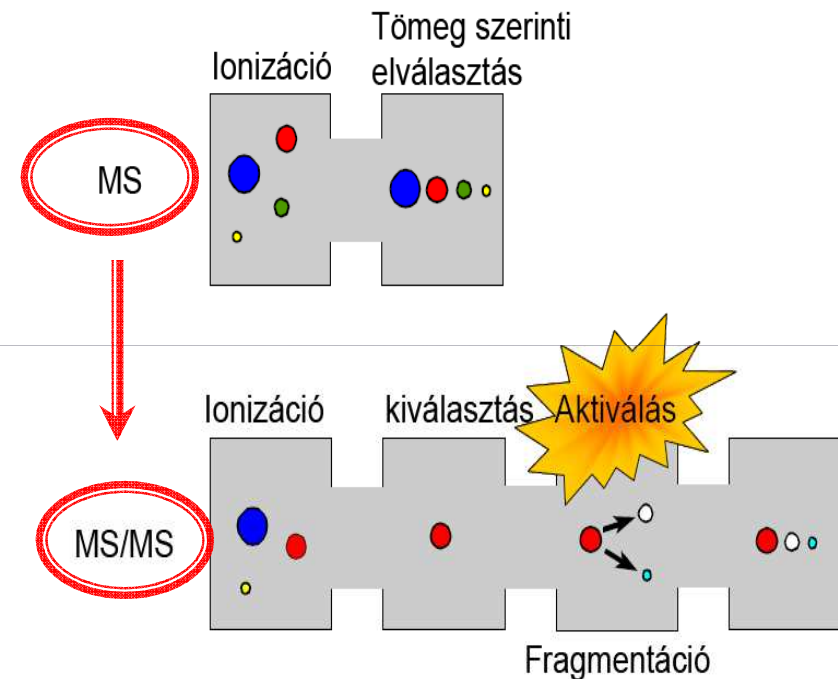 Ionizáció
Tömeg szerinti
elválasztás
MS
Ionizáció
kiválasztás
Aktiválás
MS/MS
Fragmentáció